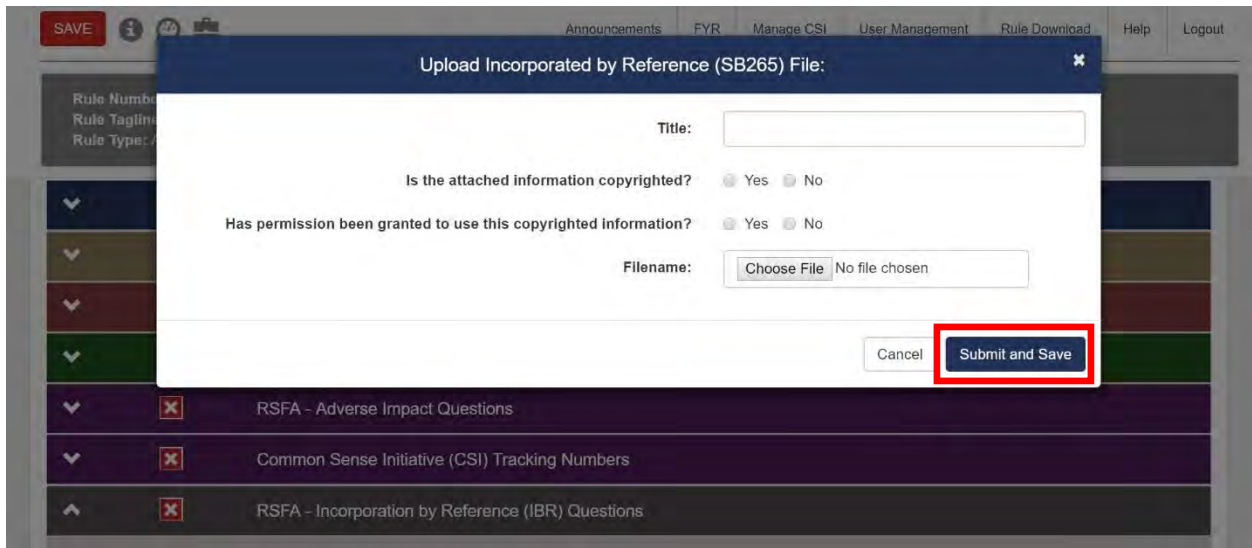 SAVE
Announcements FYR Manage CSI User Management Rule Download Help Logout
Upload Incorporated by Reference (SB265) File:
Rule Numb
Rule Tagline
Rule Type: A
Title:
Is the attached information copyrighted? Yes No
Has permission been granted to use this copyrighted information? Yes No
Filename: Choose File No file chosen
Cancel Submit and Save
RSFA - Adverse Impact Questions
Common Sense Initiative (CSI) Tracking Numbers
RSFA - Incorporation by Reference (IBR) Questions